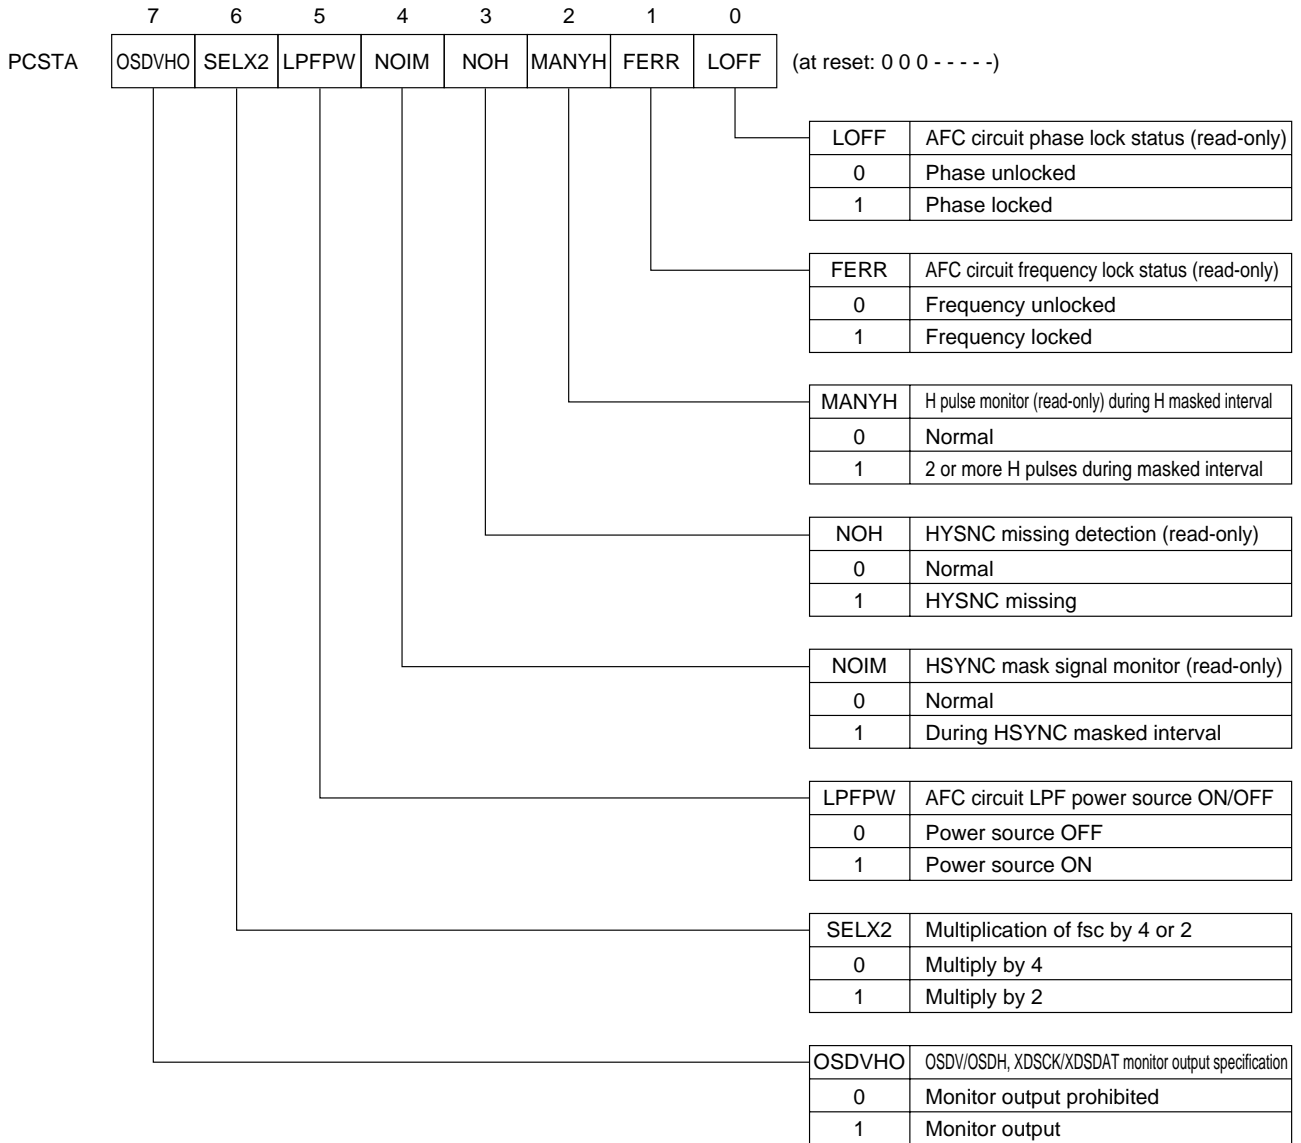 7 6 5 4 3 2 1 0
PCSTA OSDVHO SELX2 LPFPW NOIM NOH MANYH FERR LOFF (at reset: 0 0 0 - - - - -)
LOFF AFC circuit phase lock status (read-only)
0 Phase unlocked
1 Phase locked
FERR AFC circuit frequency lock status (read-only)
0 Frequency unlocked
1 Frequency locked
MANYH H pulse monitor (read-only) during H masked interval
0 Normal
1 2 or more H pulses during masked interval
NOH HYSNC missing detection (read-only)
0 Normal
1 HYSNC missing
NOIM HSYNC mask signal monitor (read-only)
0 Normal
1 During HSYNC masked interval
LPFPW AFC circuit LPF power source ON/OFF
0 Power source OFF
1 Power source ON
SELX2 Multiplication of fsc by 4 or 2
0 Multiply by 4
1 Multiply by 2
OSDVHO OSDV/OSDH, XDSCK/XDSDAT monitor output specification
0 Monitor output prohibited
1 Monitor output